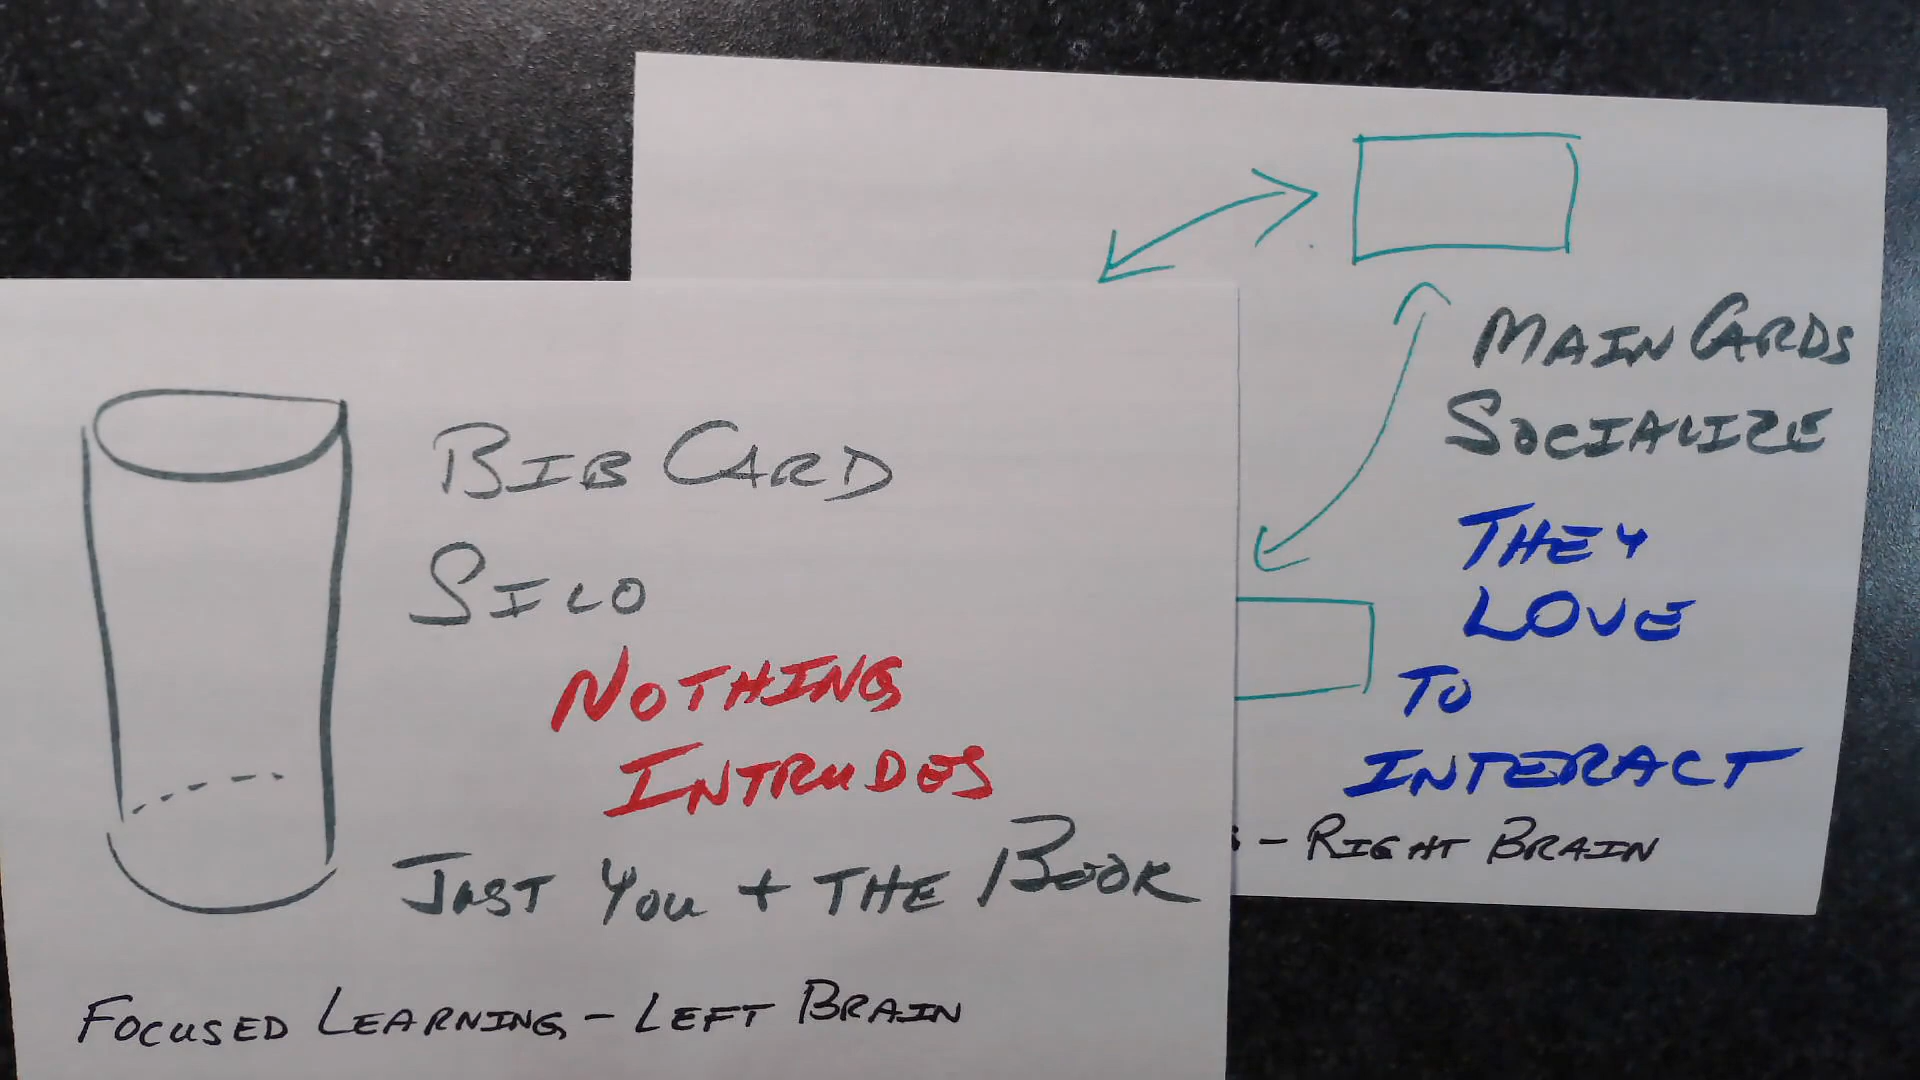 BIB CARD
SILO
NOTHING
INTRUDES
JUST YOU + THE BOOK
FOCUSED LEARNING - LEFT BRAIN
MAIN CARDS
SOCIALIZE
THEY
LOVE
TO
INTERACT
- RIGHT BRAIN